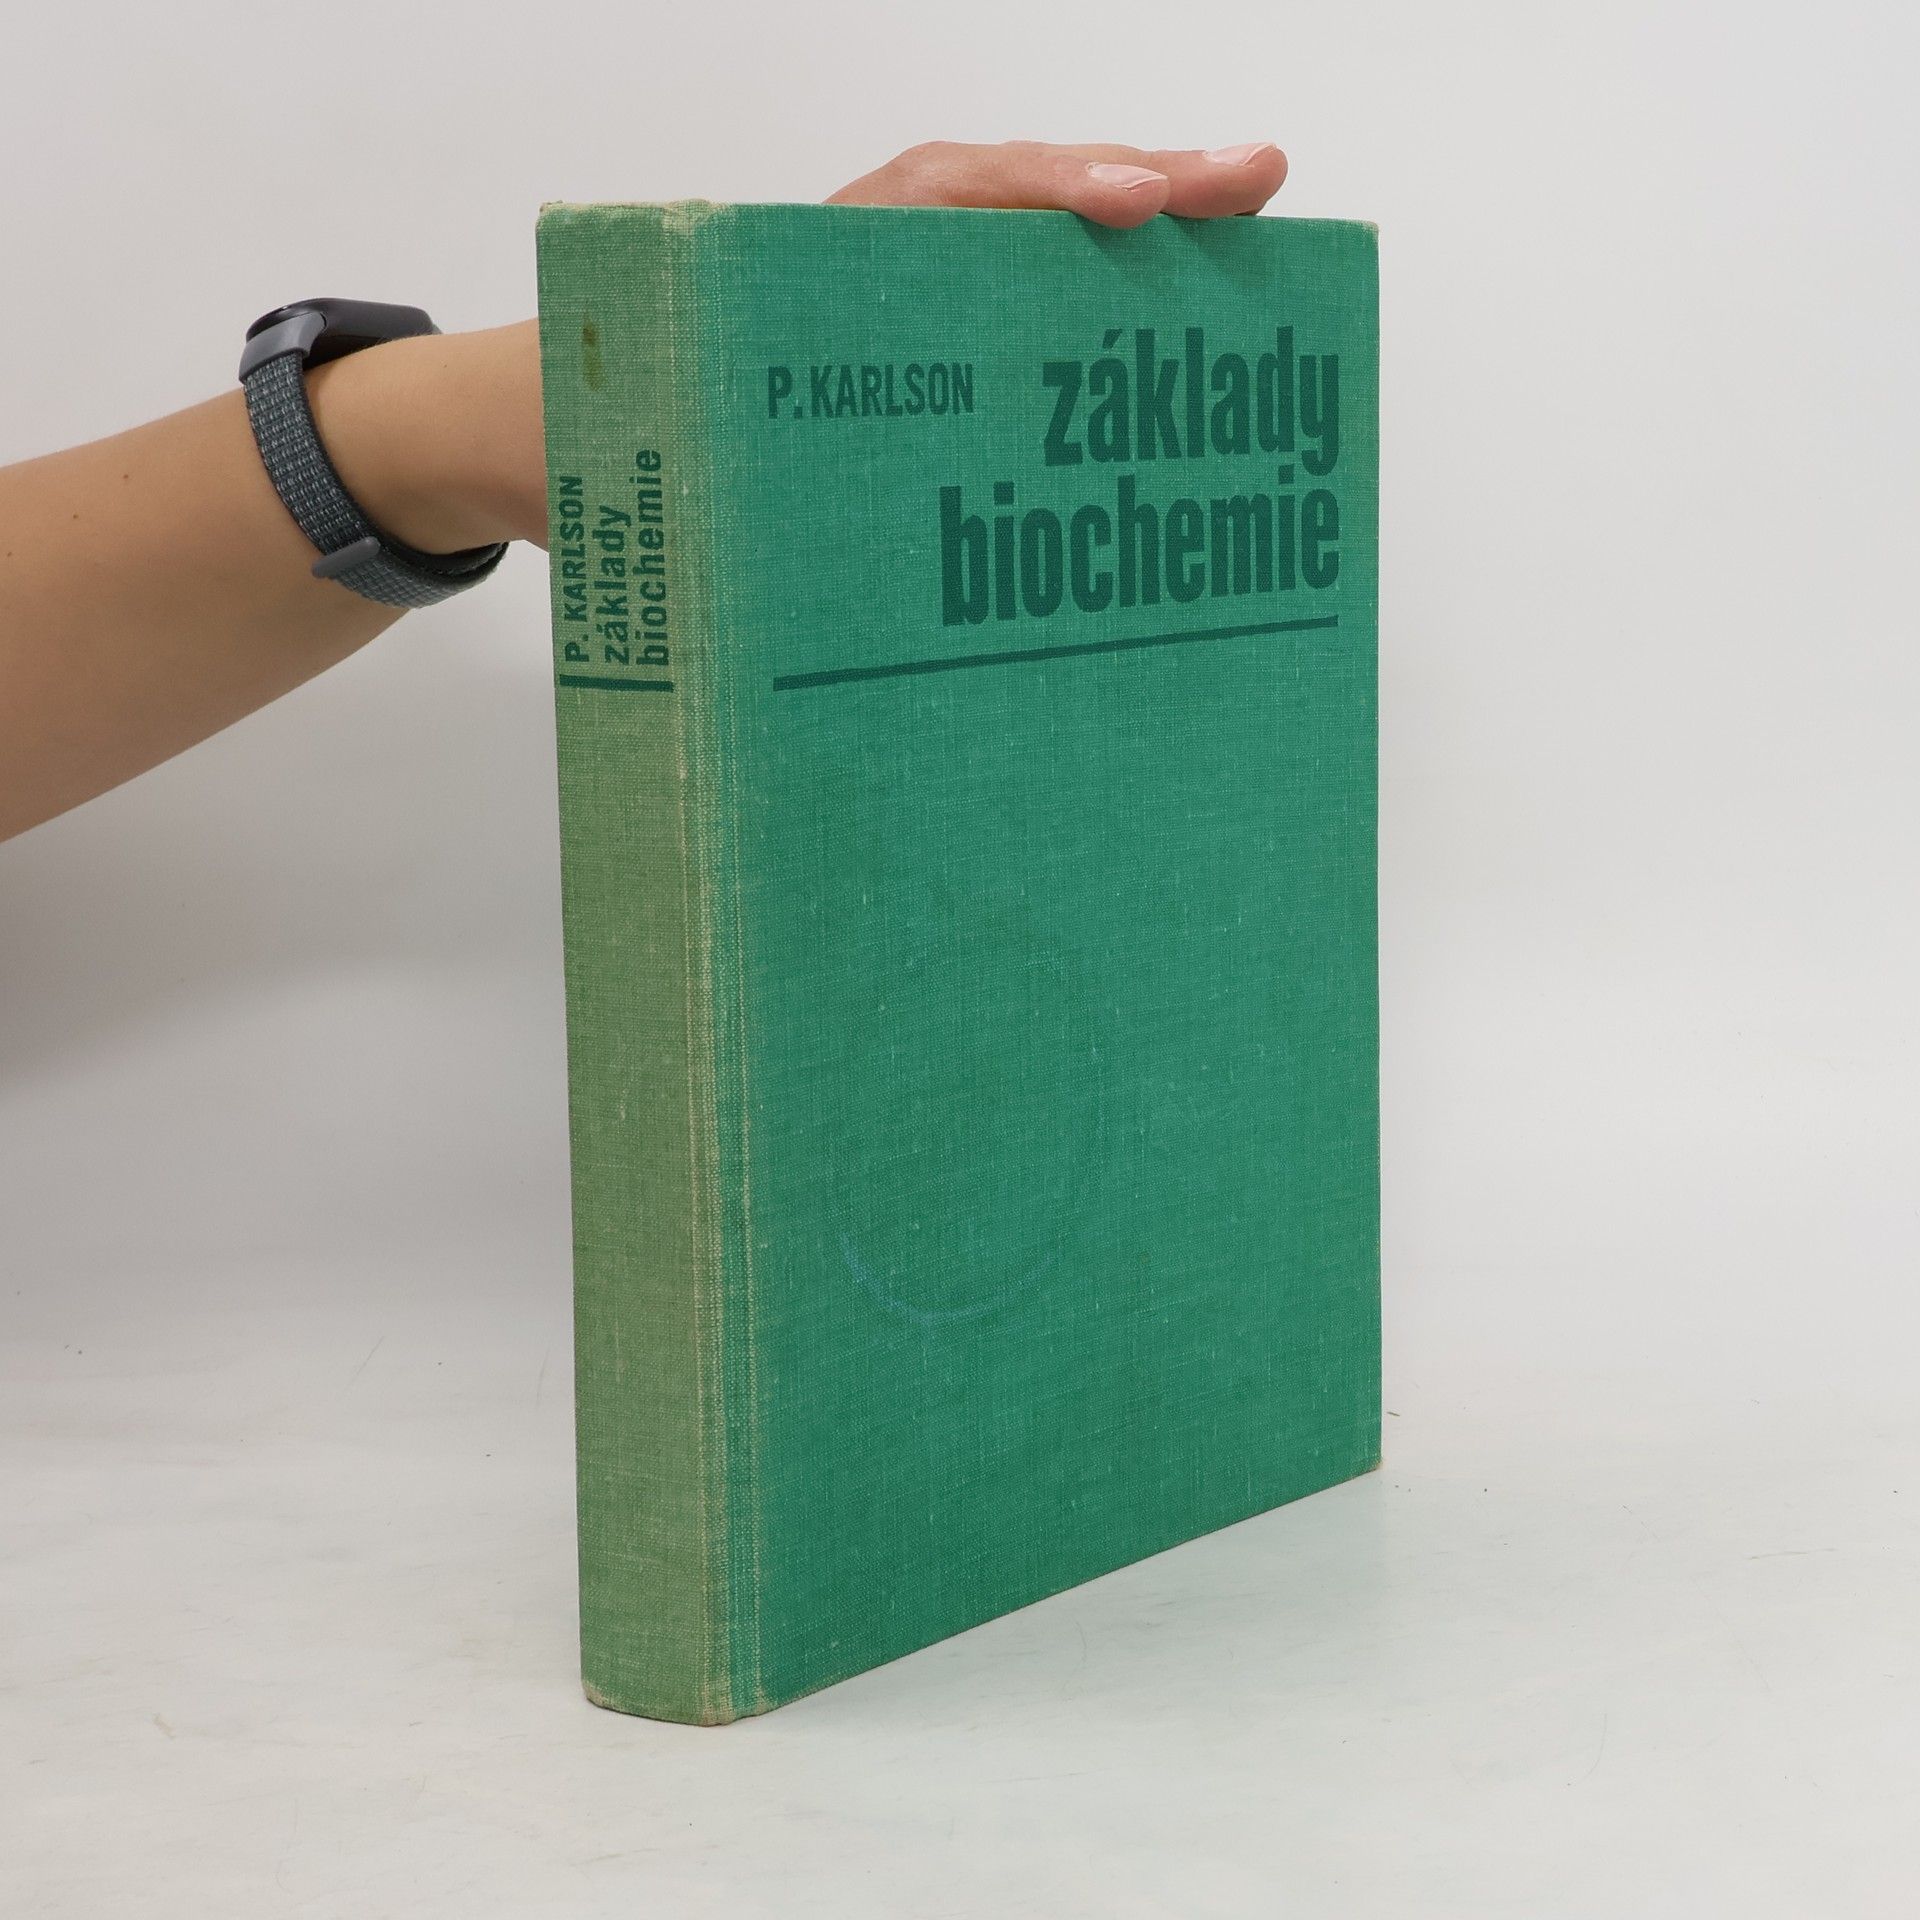 P. KARLSON
základy
biochemie
P. KARLSON
základy
biochemie